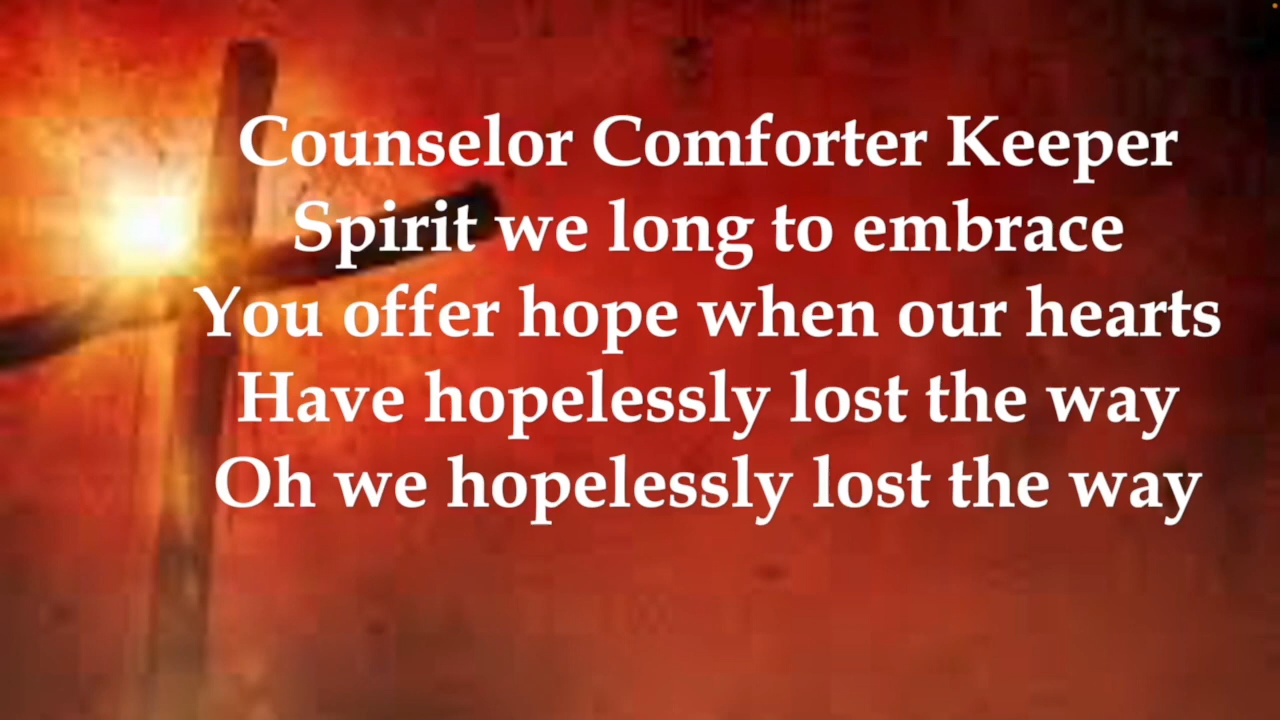 Counselor Comforter Keeper
Spirit we long to embrace
You offer hope when our hearts
Have hopelessly lost the way
Oh we hopelessly lost the way